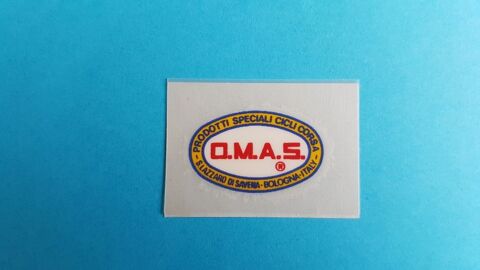 PRODOTTI SPECIALI CICLI CORSA
O.M.A.S.
®
- S. LAZZARO DI SAVENA - BOLOGNA - ITALY -